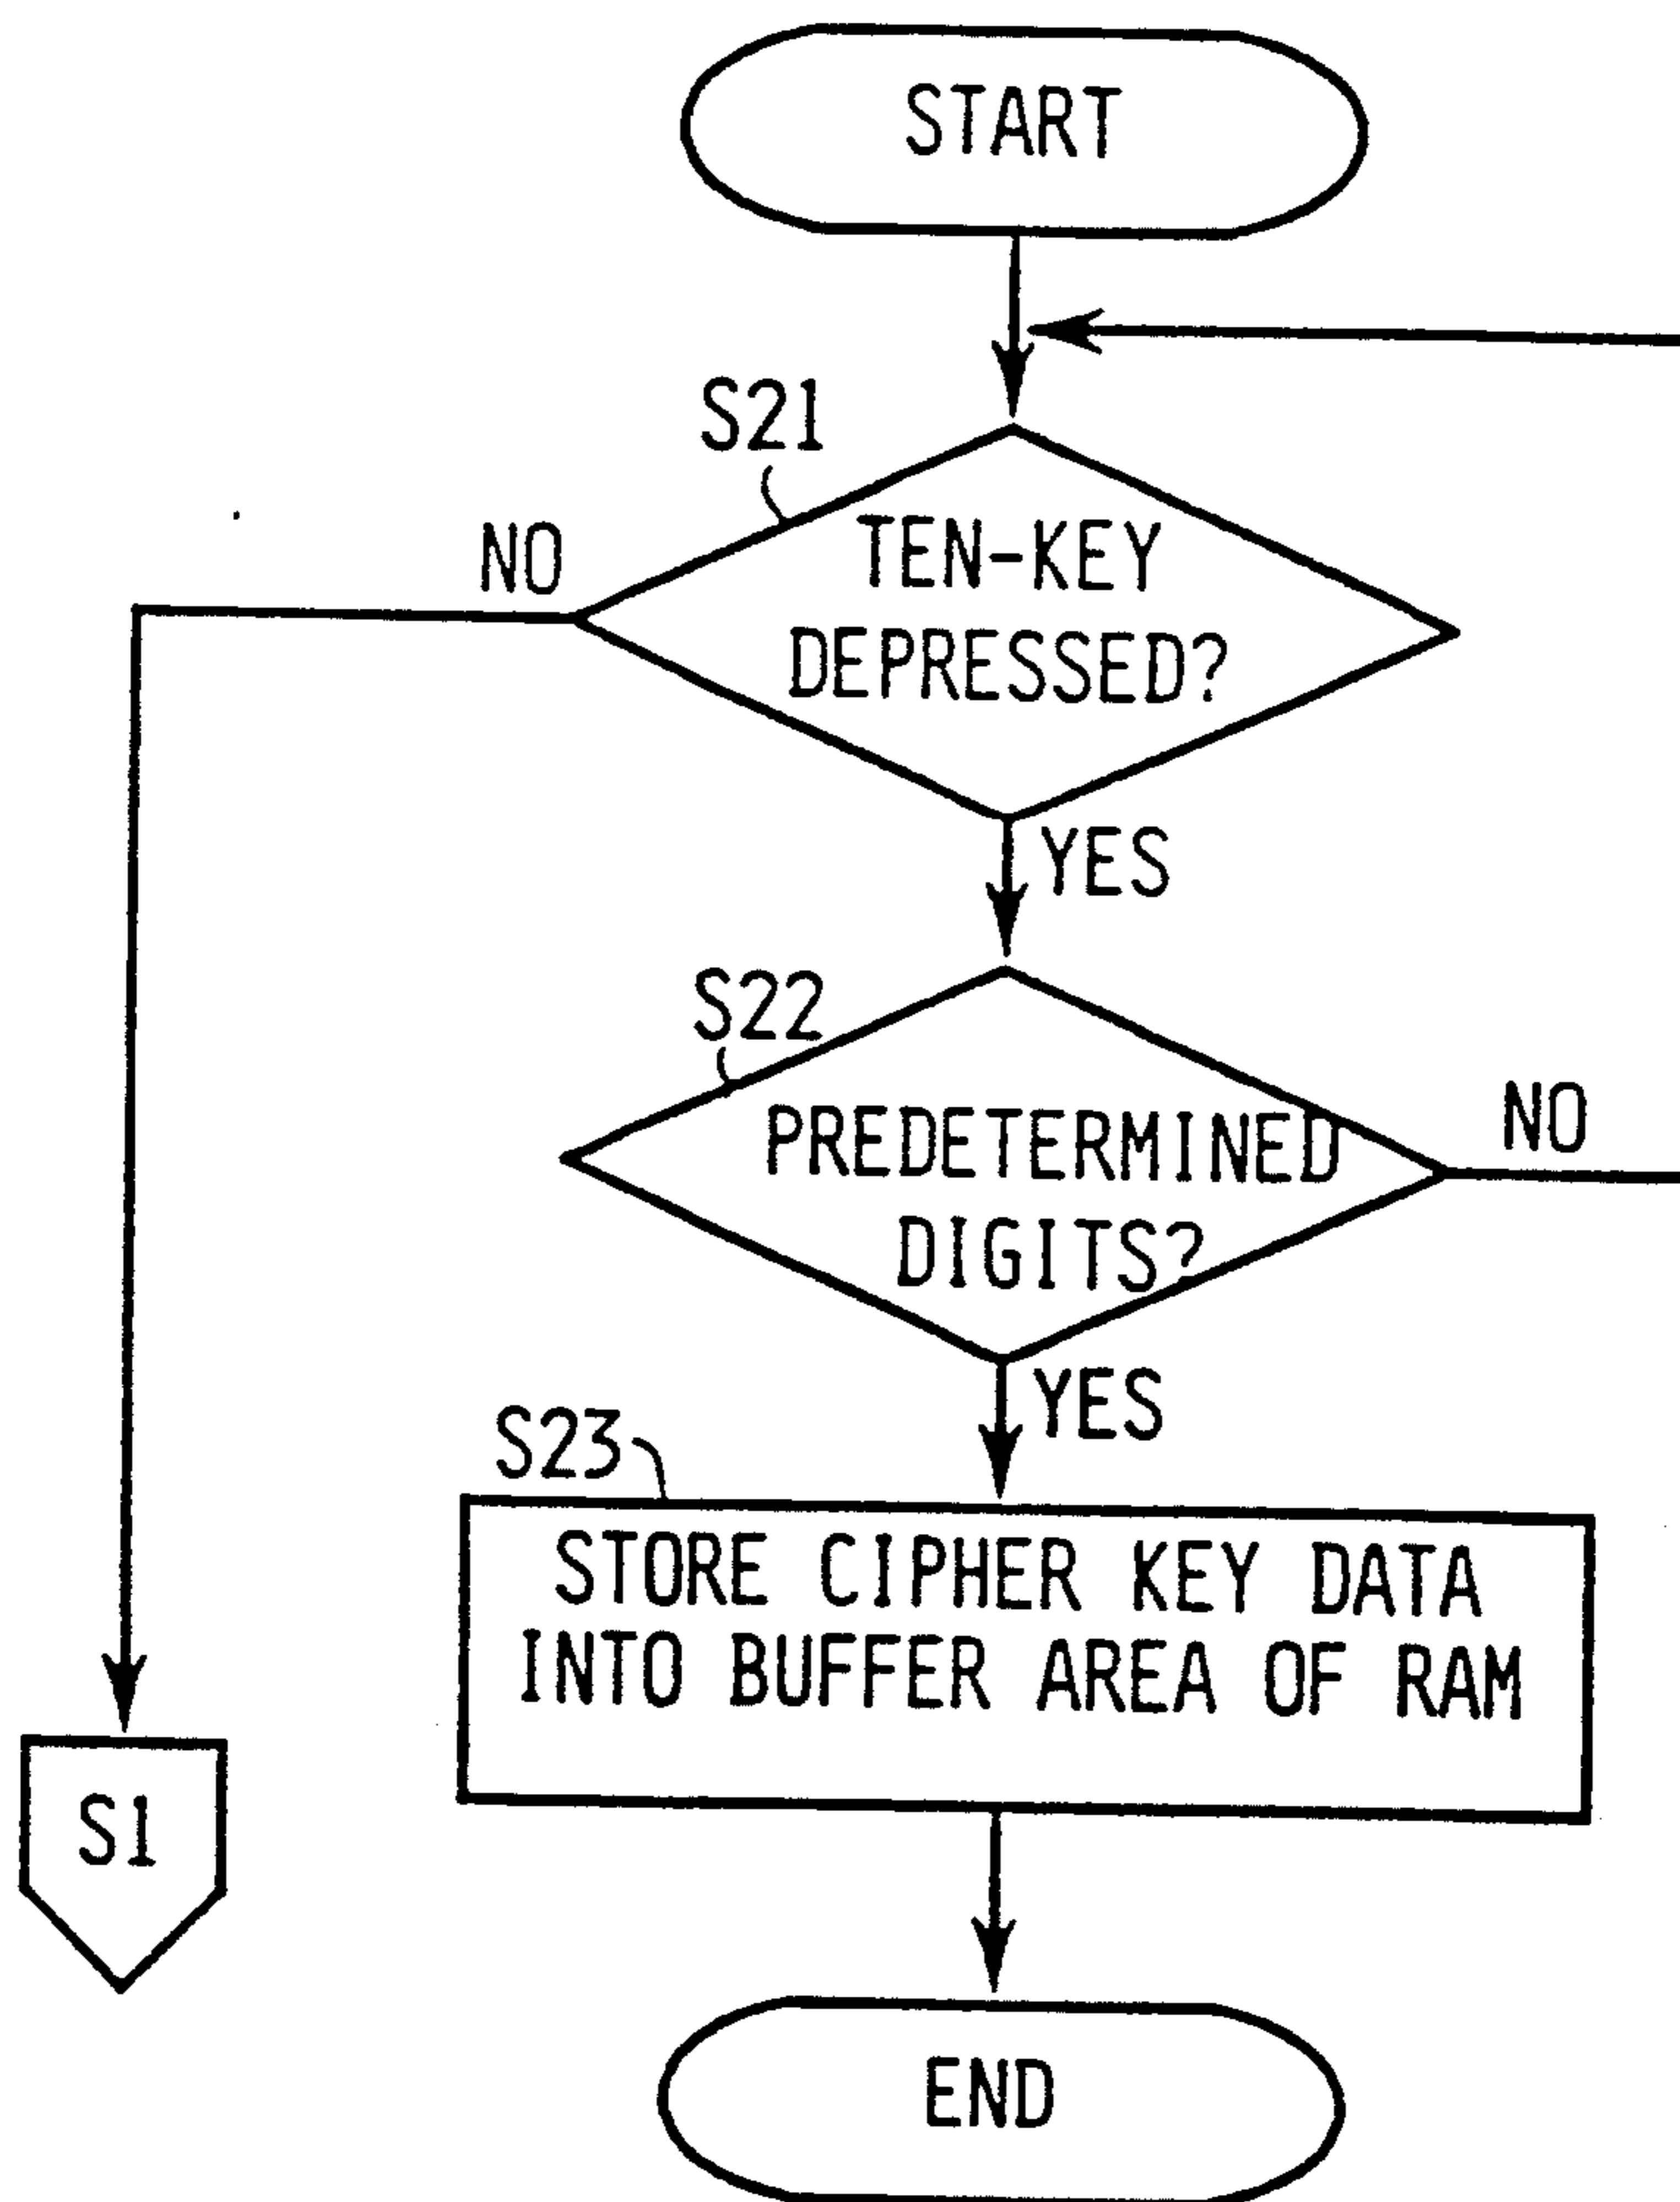 START
S21
NO
TEN-KEY
DEPRESSED?
YES
S22
PREDETERMINED
DIGITS?
NO
YES
S23
STORE CIPHER KEY DATA
INTO BUFFER AREA OF RAM
S1
END